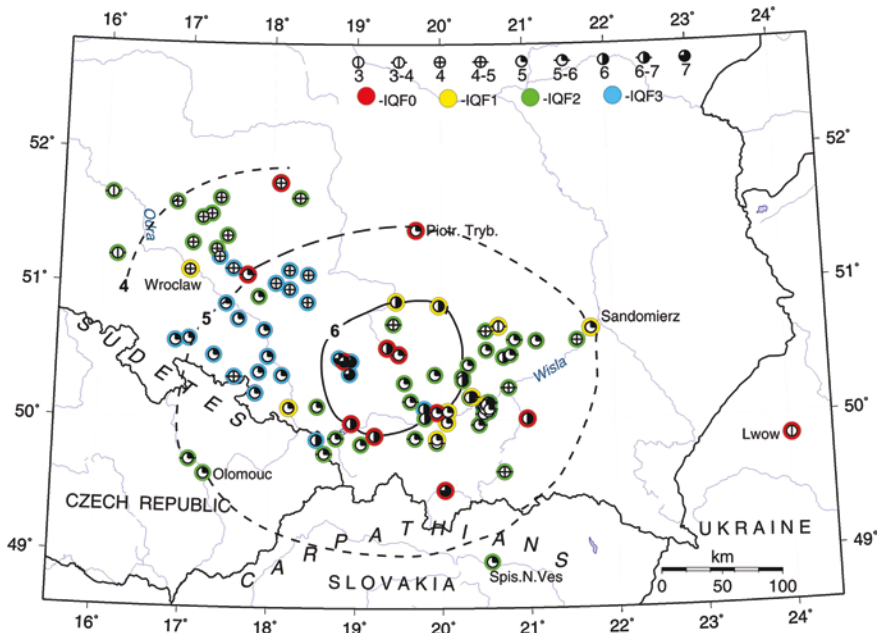 16° 17° 18° 19° 20° 21° 22° 23° 24°
3 3-4 4 4-5 5 5-6 6 6-7 7
-IQF0 -IQF1 -IQF2 -IQF3
52° 52°
Odra
Piotr. Tryb.
51° 51°
4 Wroclaw
5
6
Sandomierz
SUDETES
Wisla
50° 50°
Lwow
Olomouc
CZECH REPUBLIC
UKRAINE
CARPATHIANS
49° 49°
km
Spis.N.Ves
SLOVAKIA
0 50 100
16° 17° 18° 19° 20° 21° 22° 23° 24°